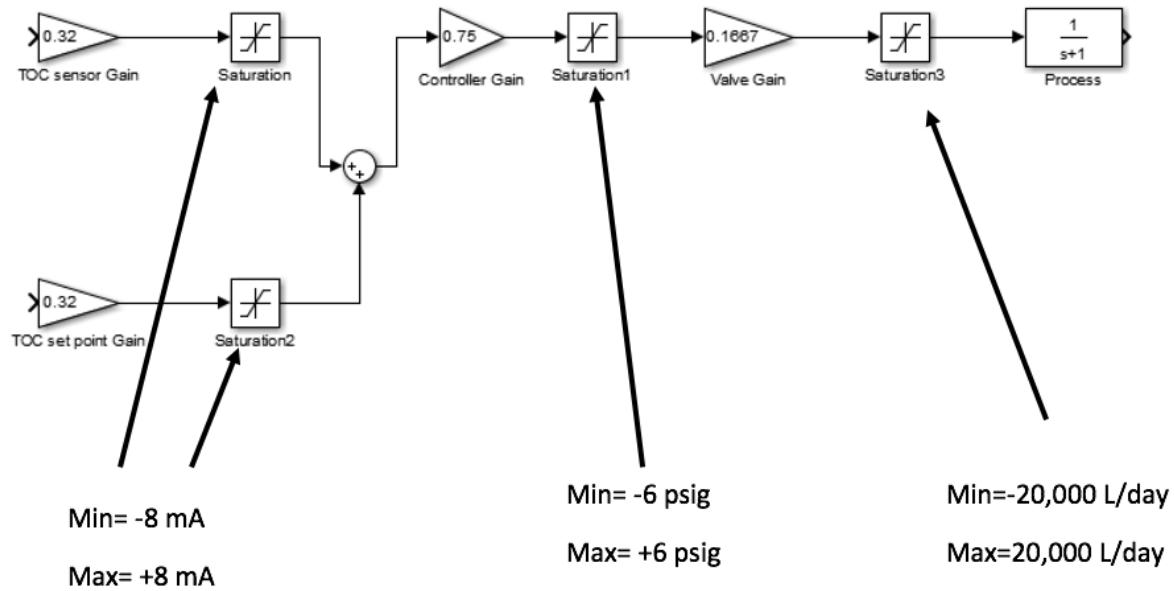 0.32
TOC sensor Gain
Saturation
0.75
Controller Gain
Saturation1
0.1667
Valve Gain
Saturation3
1
s+1
Process
+
+
0.32
TOC set point Gain
Saturation2
Min= -8 mA
Max= +8 mA
Min= -6 psig
Max= +6 psig
Min=-20,000 L/day
Max=20,000 L/day